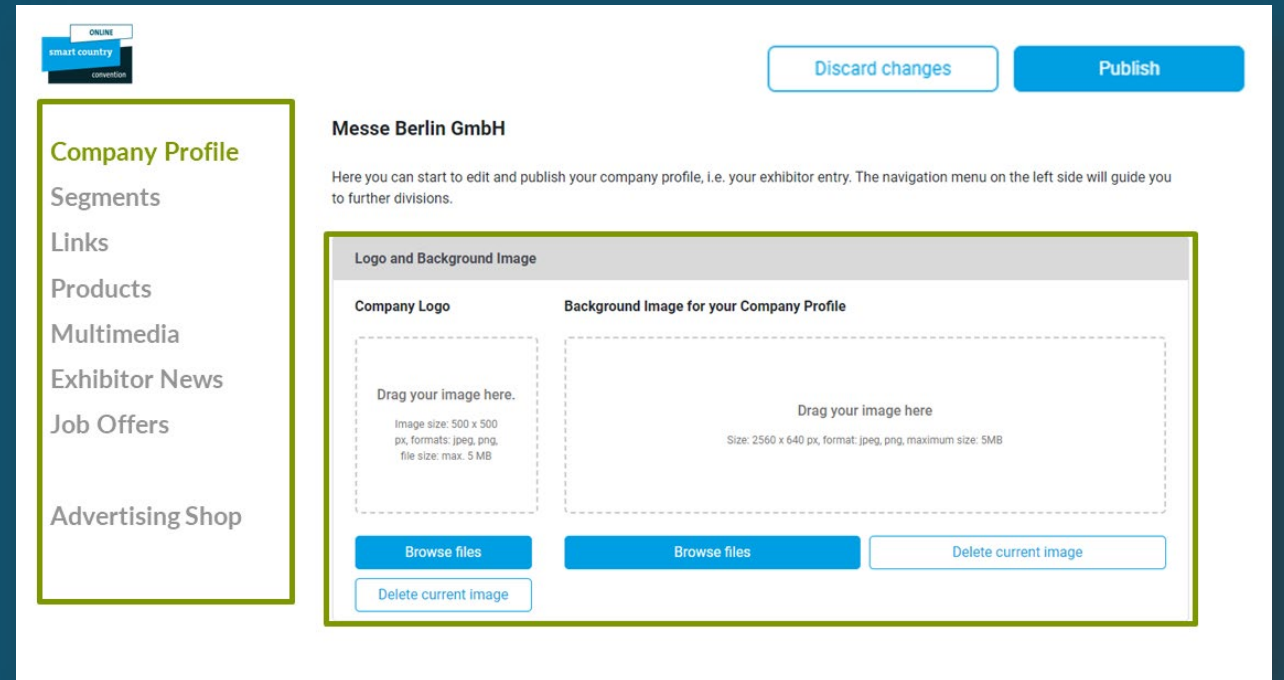 ONLINE
smart country
convention
Discard changes
Publish
Company Profile
Segments
Links
Products
Multimedia
Exhibitor News
Job Offers
Advertising Shop
Messe Berlin GmbH
Here you can start to edit and publish your company profile, i.e. your exhibitor entry. The navigation menu on the left side will guide you
to further divisions.
Logo and Background Image
Company Logo
Drag your image here.
Image size: 500 x 500
px, formats: jpeg, png,
file size: max. 5 MB
Browse files
Delete current image
Background Image for your Company Profile
Drag your image here
Size: 2560 x 640 px, format: jpeg, png, maximum size: 5MB
Browse files
Delete current image